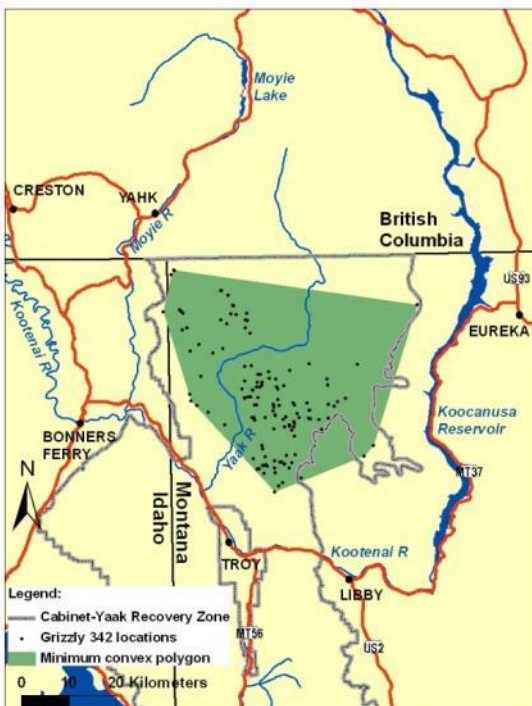 Moyie
Lake
CRESTON
YAHK
Moyie R
British
Columbia
US93
Kootenai R
EUREKA
Koocanusa
Reservoir
BONNERS
FERRY
Yaak R
N
Montana
Idaho
MT37
TROY
Kootenai R
LIBBY
Legend:
Cabinet-Yaak Recovery Zone
Grizzly 342 locations
Minimum convex polygon
MT56
US2
0 10 20 Kilometers